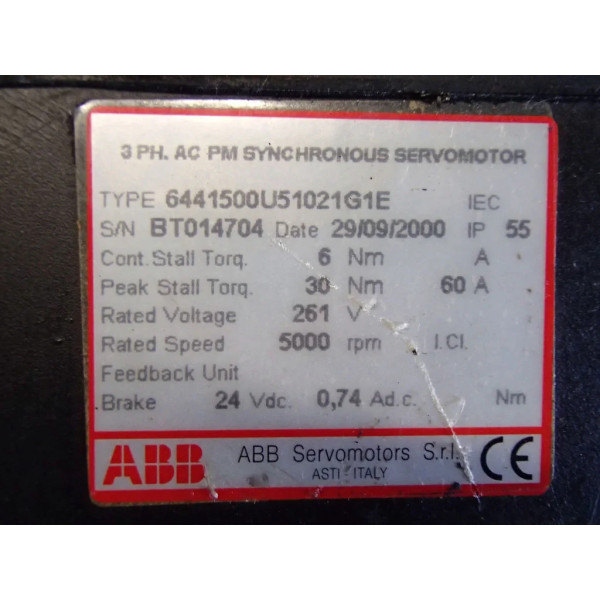 3 PH. AC PM SYNCHRONOUS SERVOMOTOR
TYPE 6441500U51021G1E IEC
S/N BT014704 Date 29/09/2000 IP 55
Cont.Stall Torq. 6 Nm A
Peak Stall Torq. 30 Nm 60 A
Rated Voltage 261 V
Rated Speed 5000 rpm I.Cl.
Feedback Unit
Brake 24 Vdc. 0,74 Ad.c. Nm
ABB ABB Servomotors S.r.l. CE
ASTI - ITALY